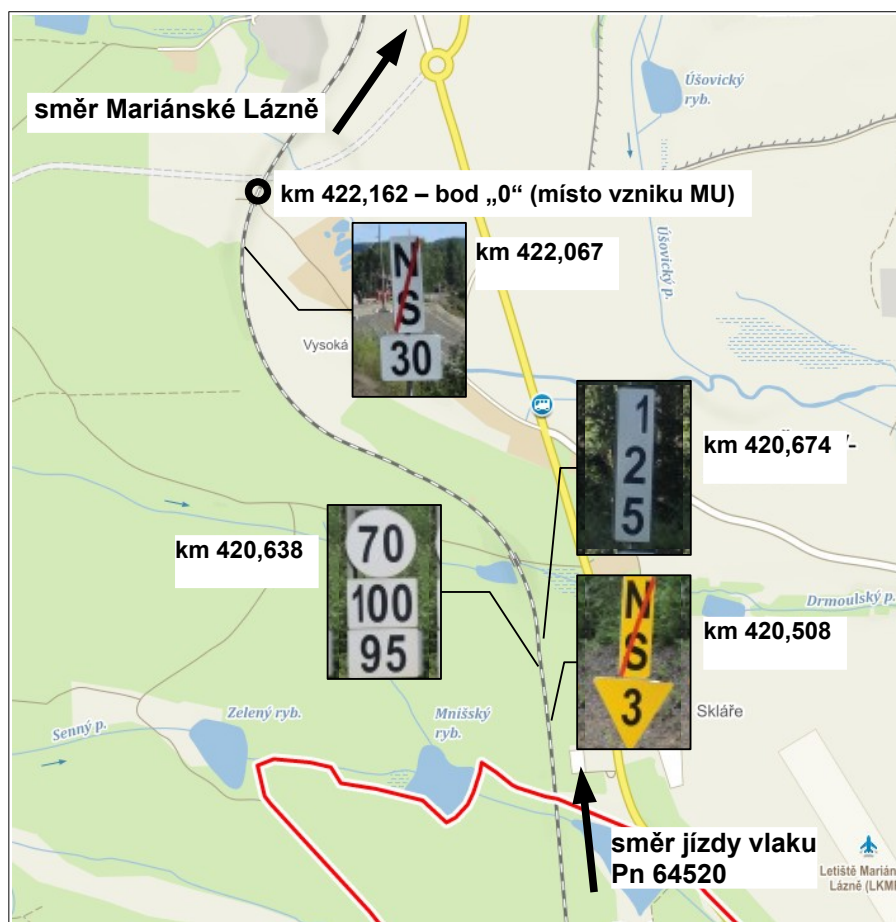 směr Mariánské Lázně
Úšovický
ryb.
km 422,162 – bod „0“ (místo vzniku MU)
Úšovický p.
N
S
30
km 422,067
Vysoká
1
2
5
km 420,674
70
100
95
km 420,638
Drmoulský p.
N
S
3
km 420,508
Skláře
Senný p.
Zelený ryb.
Mnišský
ryb.
směr jízdy vlaku
Pn 64520
Letiště Marián
Lázně (LKM